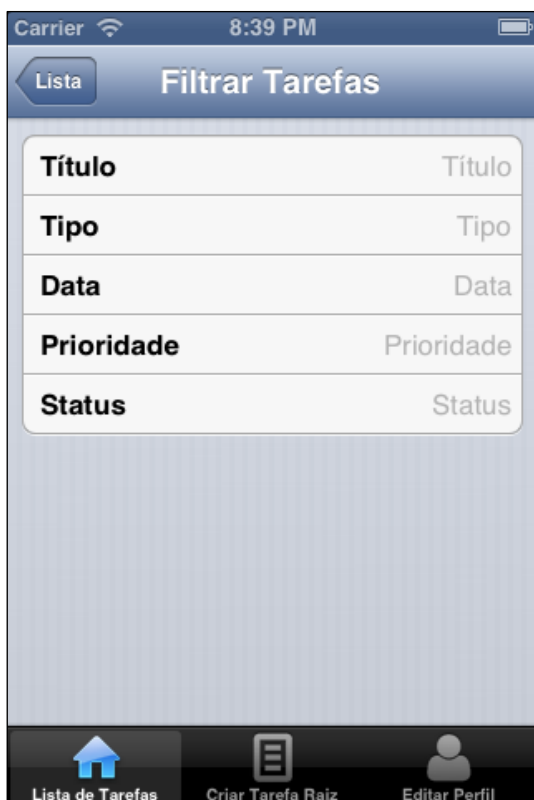 Carrier 8:39 PM
Lista Filtrar Tarefas
Título Título
Tipo Tipo
Data Data
Prioridade Prioridade
Status Status
Lista de Tarefas Criar Tarefa Raiz Editar Perfil